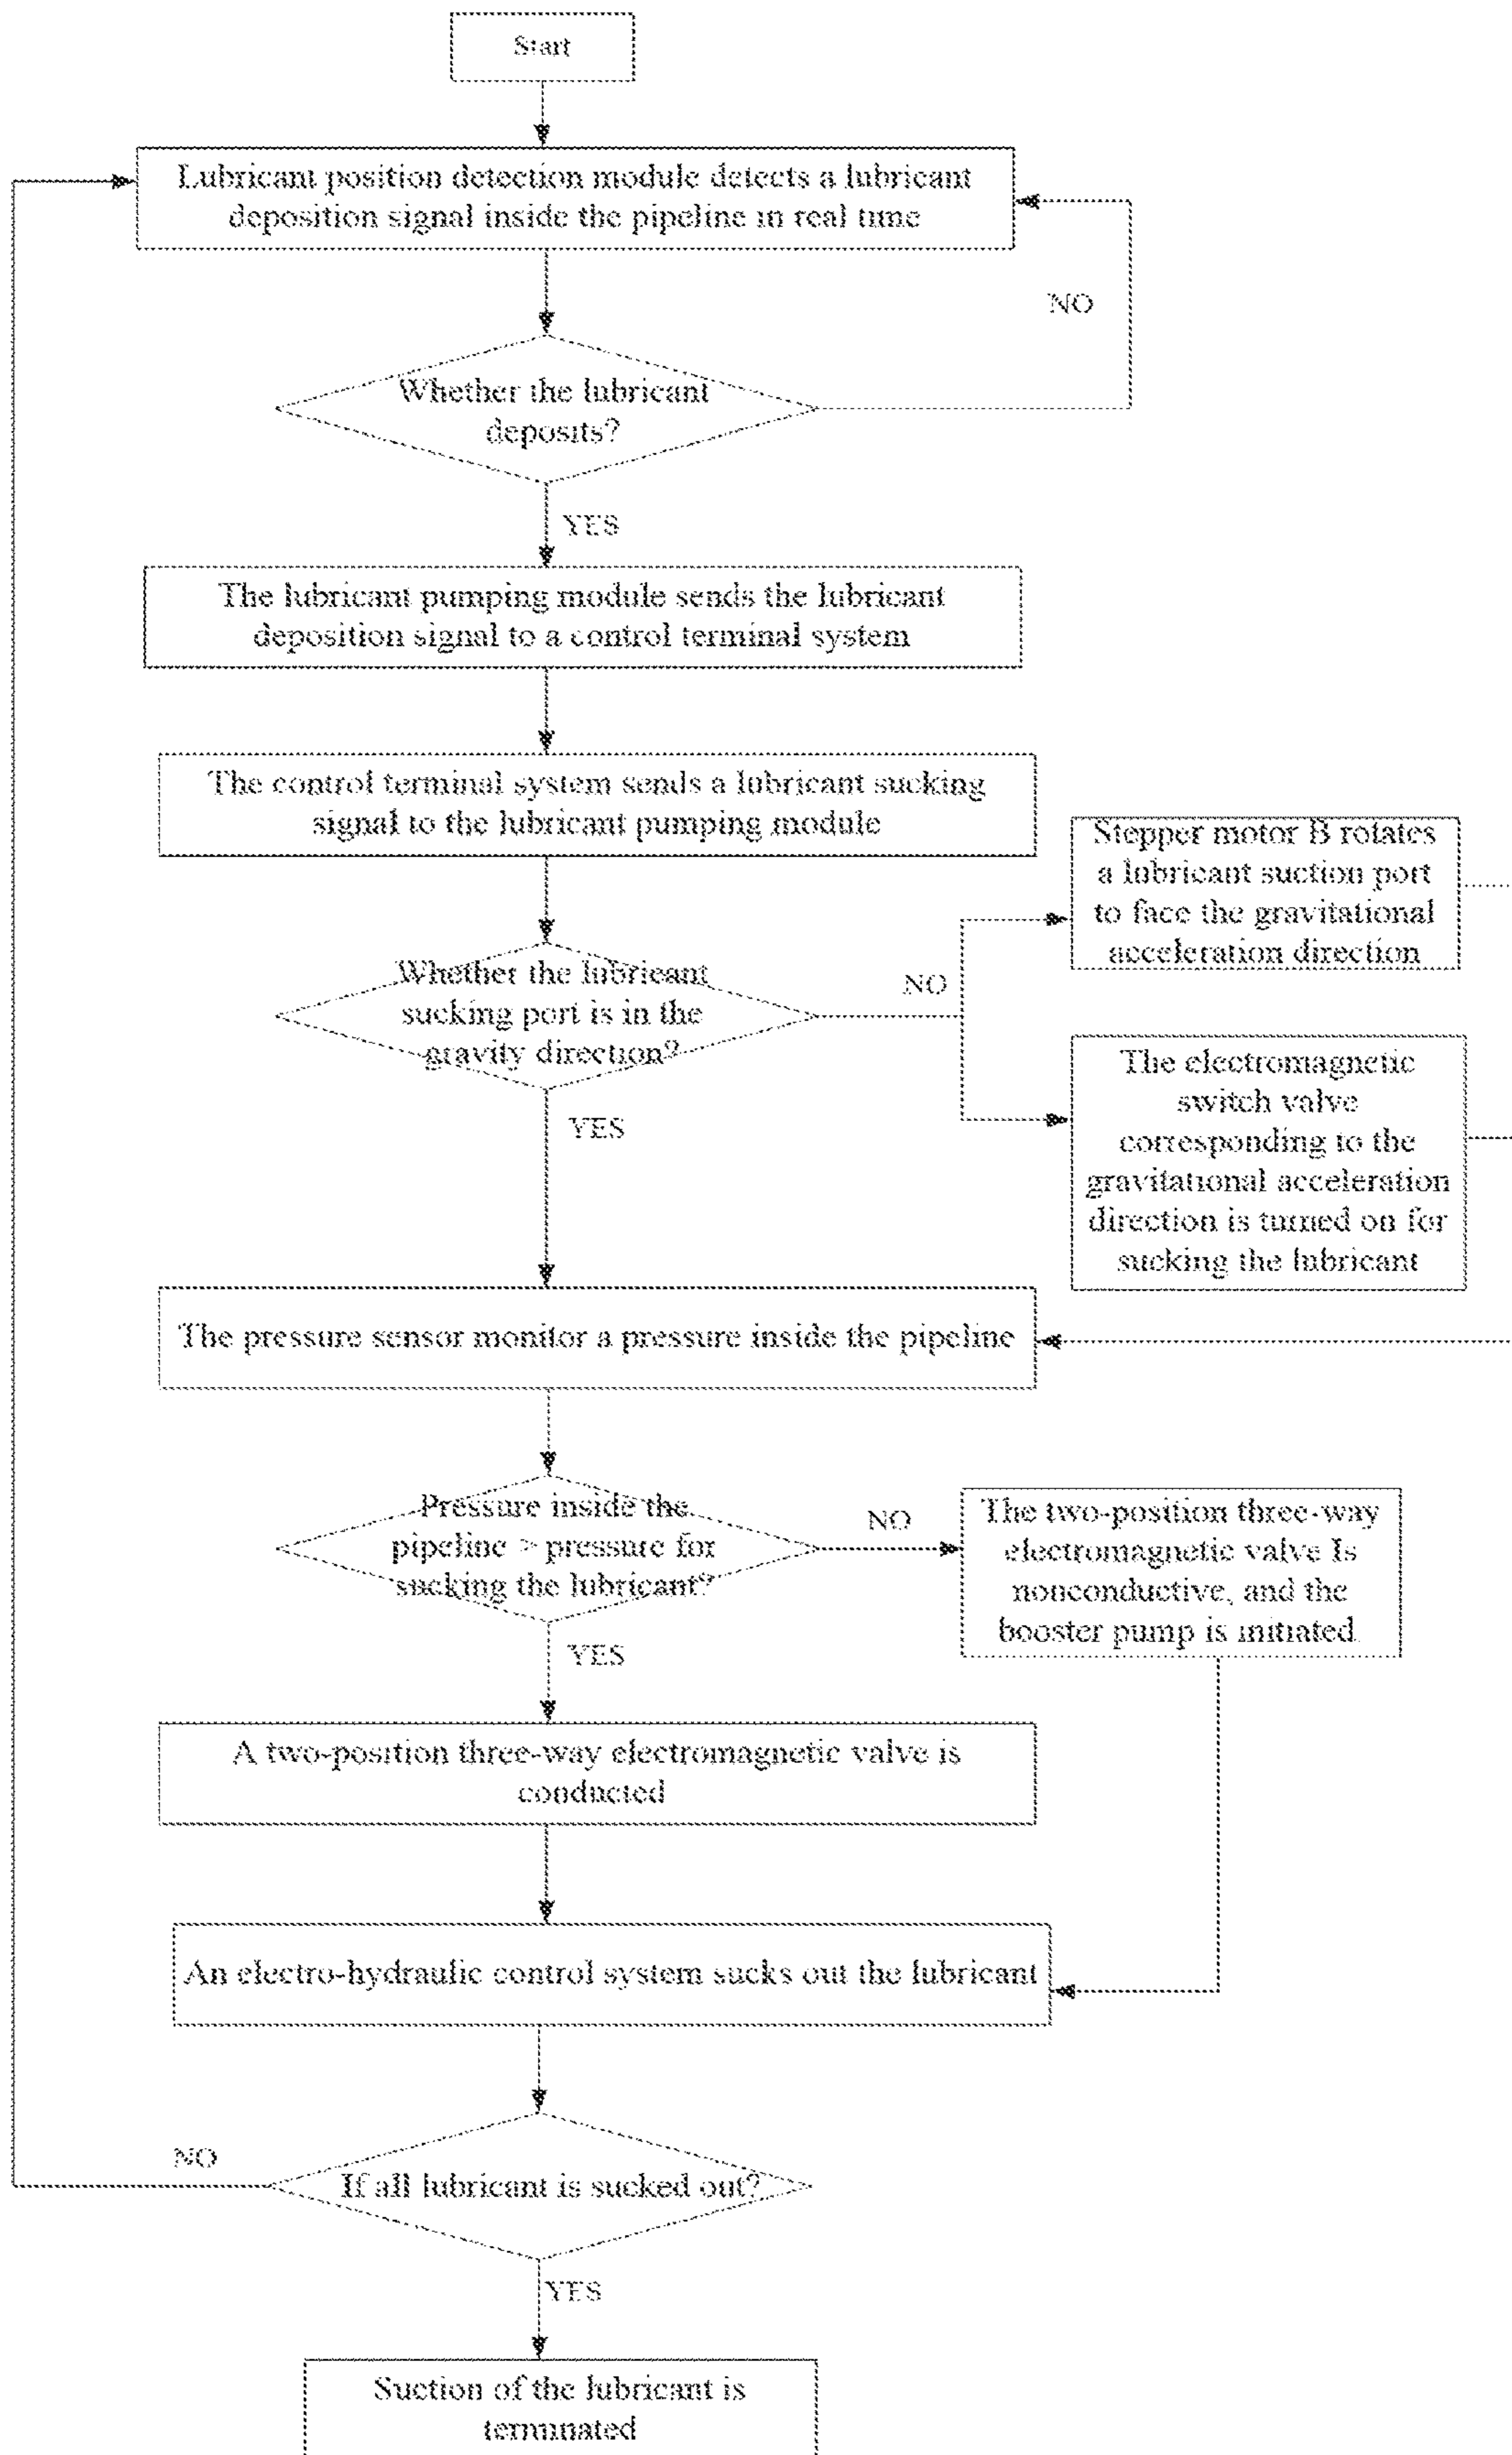 Start
Lubricant position detection module detects a lubricant
deposition signal inside the pipeline in real time
NO
Whether the lubricant
deposits?
YES
The lubricant pumping module sends the lubricant
deposition signal to a control terminal system
The control terminal system sends a lubricant sucking
signal to the lubricant pumping module
Stepper motor B rotates
a lubricant suction port
to face the gravitational
acceleration direction
Whether the lubricant
sucking port is in the
gravity direction?
NO
The electromagnetic
switch valve
corresponding to the
gravitational acceleration
direction is turned on for
sucking the lubricant
YES
The pressure sensor monitor a pressure inside the pipeline
Pressure inside the
pipeline > pressure for
sucking the lubricant?
NO
The two-position three-way
electromagnetic valve Is
nonconductive, and the
booster pump is initiated
YES
A two-position three-way electromagnetic valve is
conducted
An electro-hydraulic control system sucks out the lubricant
NO
If all lubricant is sucked out?
YES
Suction of the lubricant is
terminated